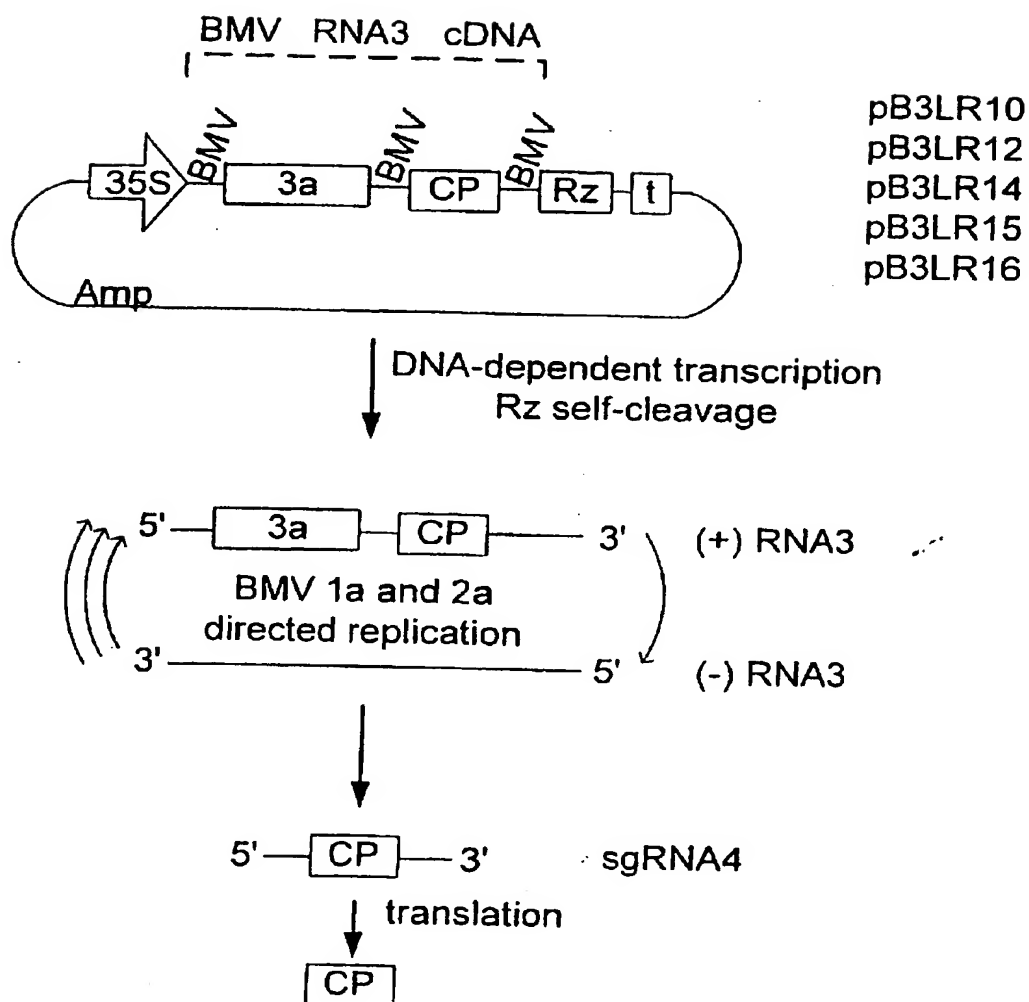 BMV RNA3 cDNA
pB3LR10
pB3LR12
pB3LR14
pB3LR15
pB3LR16
BMV BMV BMV
35S 3a CP Rz t
Amp
DNA-dependent transcription
Rz self-cleavage
5' 3a CP 3' (+) RNA3
BMV 1a and 2a
directed replication
3' 5' (-) RNA3
5' CP 3' sgRNA4
translation
CP